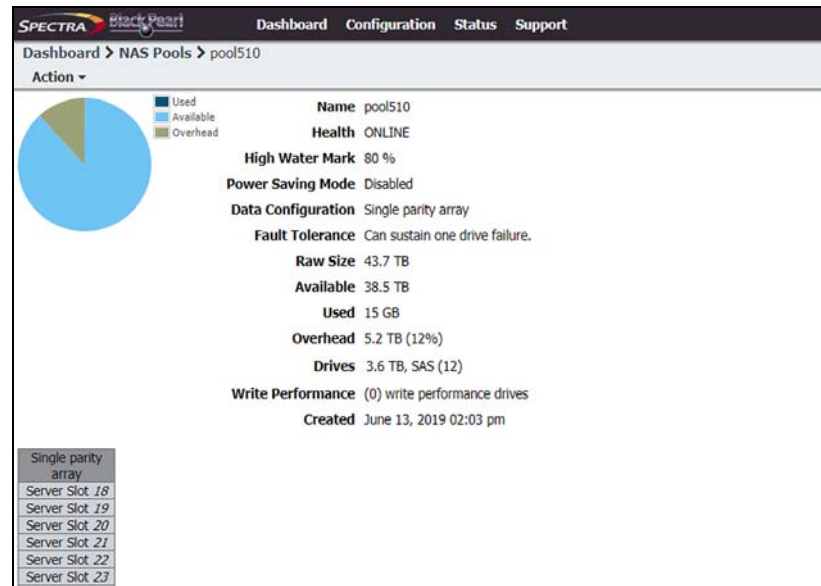 SPECTRA BlackPearl Dashboard Configuration Status Support
Dashboard > NAS Pools > pool510
Action
Used
Available
Overhead
Name pool510
Health ONLINE
High Water Mark 80 %
Power Saving Mode Disabled
Data Configuration Single parity array
Fault Tolerance Can sustain one drive failure.
Raw Size 43.7 TB
Available 38.5 TB
Used 15 GB
Overhead 5.2 TB (12%)
Drives 3.6 TB, SAS (12)
Write Performance (0) write performance drives
Created June 13, 2019 02:03 pm
Single parity
array
Server Slot 18
Server Slot 19
Server Slot 20
Server Slot 21
Server Slot 22
Server Slot 23